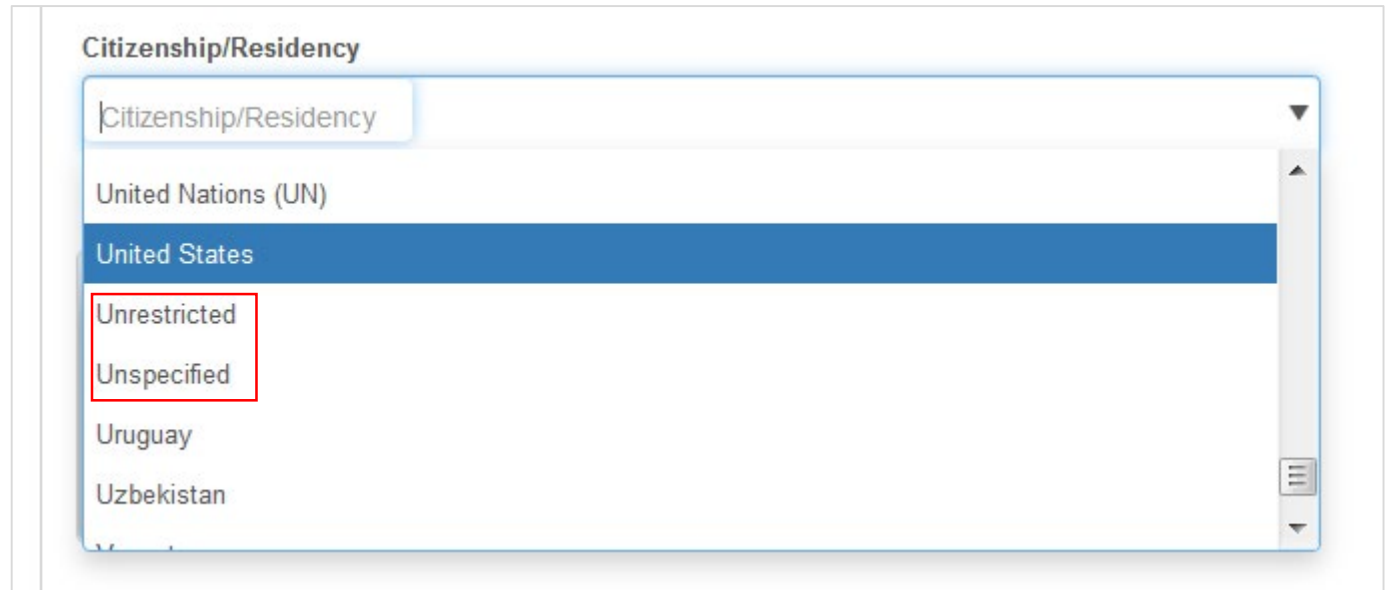 Citizenship/Residency
Citizenship/Residency
United Nations (UN)
United States
Unrestricted
Unspecified
Uruguay
Uzbekistan